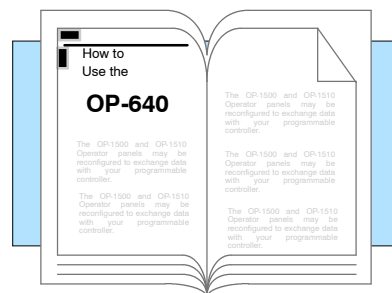 How to
Use the
OP-640
The OP-1500 and OP-1510
Operator panels may be
reconfigured to exchange data
with your programmable
controller.
The OP-1500 and OP-1510
Operator panels may be
reconfigured to exchange data
with your programmable
controller.
The OP-1500 and OP-1510
Operator panels may be
reconfigured to exchange data
with your programmable
controller.
The OP-1500 and OP-1510
Operator panels may be
reconfigured to exchange data
with your programmable
controller.
The OP-1500 and OP-1510
Operator panels may be
reconfigured to exchange data
with your programmable
controller.